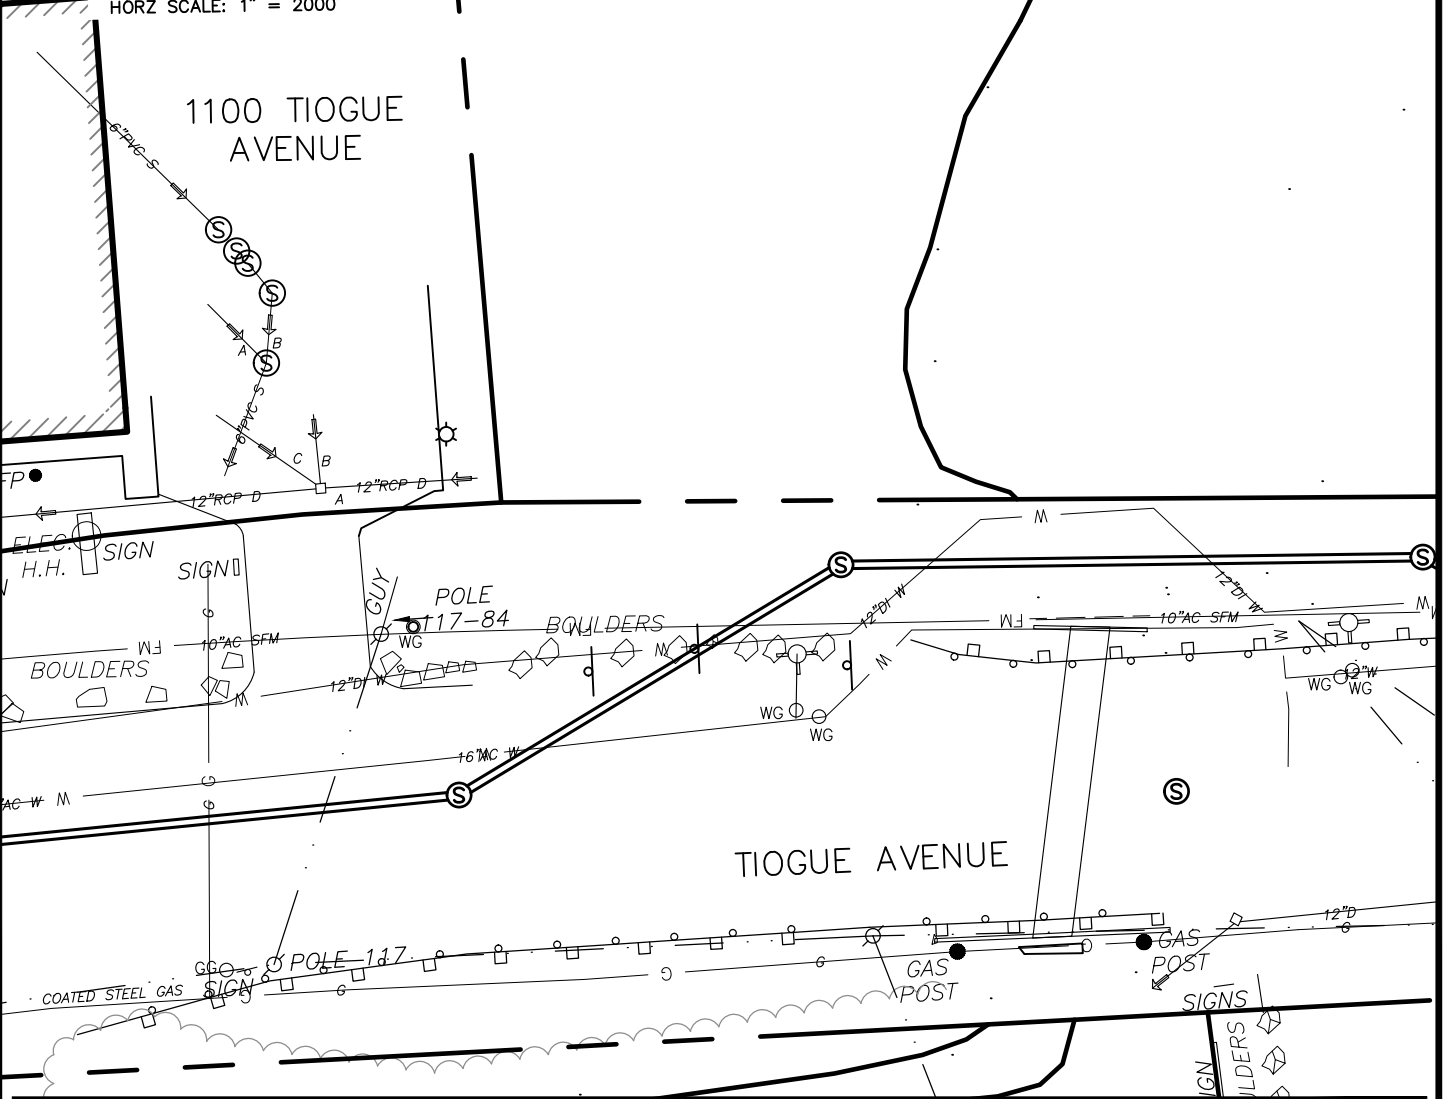 HORZ SCALE: 1" = 2000
1100 TIOGUE
AVENUE
6"PVC S
S
S
S
S
A
B
S
6"PVC S
C
B
A
FP
12"RCP D
12"RCP D
ELEC.
H.H.
SIGN
SIGN
G
GUY
POLE
117-84
WG
BOULDERS
FM
10"AC SFM
FM
BOULDERS
12"DI W
W
W
12"DI W
W
S
S
12"DI W
FM
10"AC SFM
W
W
W
WG
WG
WG
WG
12"W
16"AC W
W
G
G
AC W
W
S
S
TIOGUE AVENUE
12"D
G
GG
SIGN
POLE 117
COATED STEEL GAS
G
G
G
G
GAS
POST
GAS
POST
SIGNS
SIGN
ULDERS